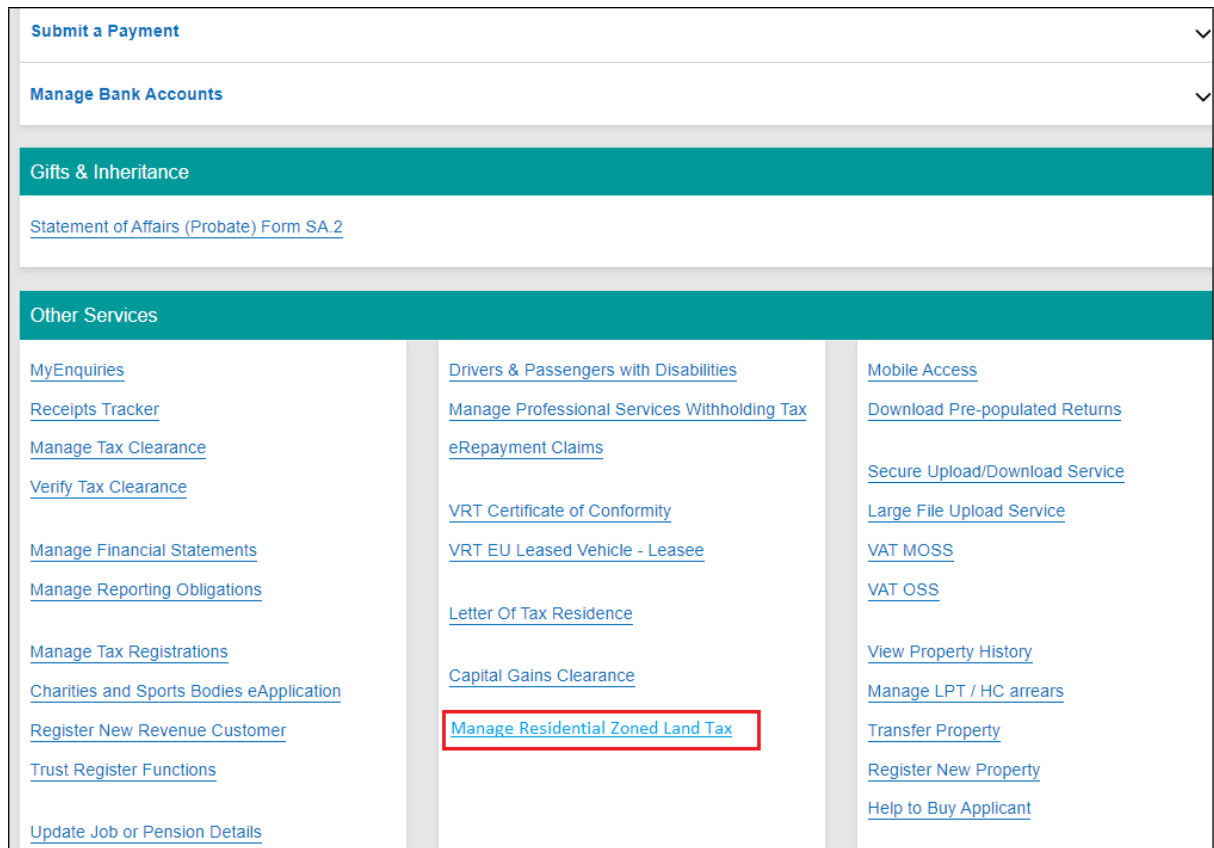 Submit a Payment
Manage Bank Accounts
Gifts & Inheritance
Statement of Affairs (Probate) Form SA.2
Other Services
MyEnquiries
Receipts Tracker
Manage Tax Clearance
Verify Tax Clearance
Manage Financial Statements
Manage Reporting Obligations
Manage Tax Registrations
Charities and Sports Bodies eApplication
Register New Revenue Customer
Trust Register Functions
Update Job or Pension Details
Drivers & Passengers with Disabilities
Manage Professional Services Withholding Tax
eRepayment Claims
VRT Certificate of Conformity
VRT EU Leased Vehicle - Leasee
Letter Of Tax Residence
Capital Gains Clearance
Manage Residential Zoned Land Tax
Mobile Access
Download Pre-populated Returns
Secure Upload/Download Service
Large File Upload Service
VAT MOSS
VAT OSS
View Property History
Manage LPT / HC arrears
Transfer Property
Register New Property
Help to Buy Applicant